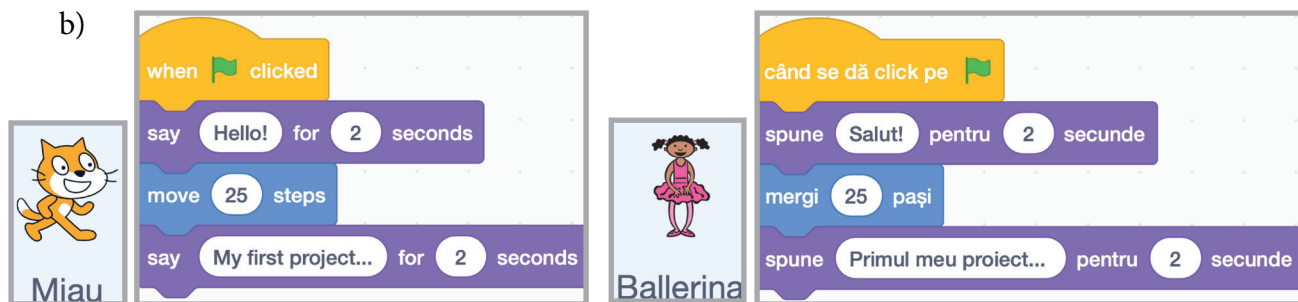 b)
when clicked
say Hello! for 2 seconds
move 25 steps
say My first project... for 2 seconds
Miau
când se dă click pe
spune Salut! pentru 2 secunde
mergi 25 pași
spune Primul meu proiect... pentru 2 secunde
Ballerina